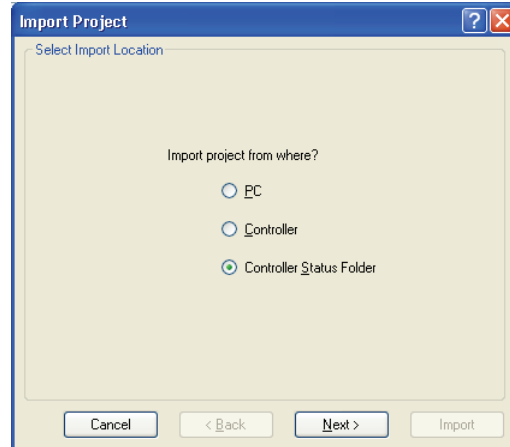 Import Project
Select Import Location
Import project from where?
PC
Controller
Controller Status Folder
Cancel < Back Next > Import